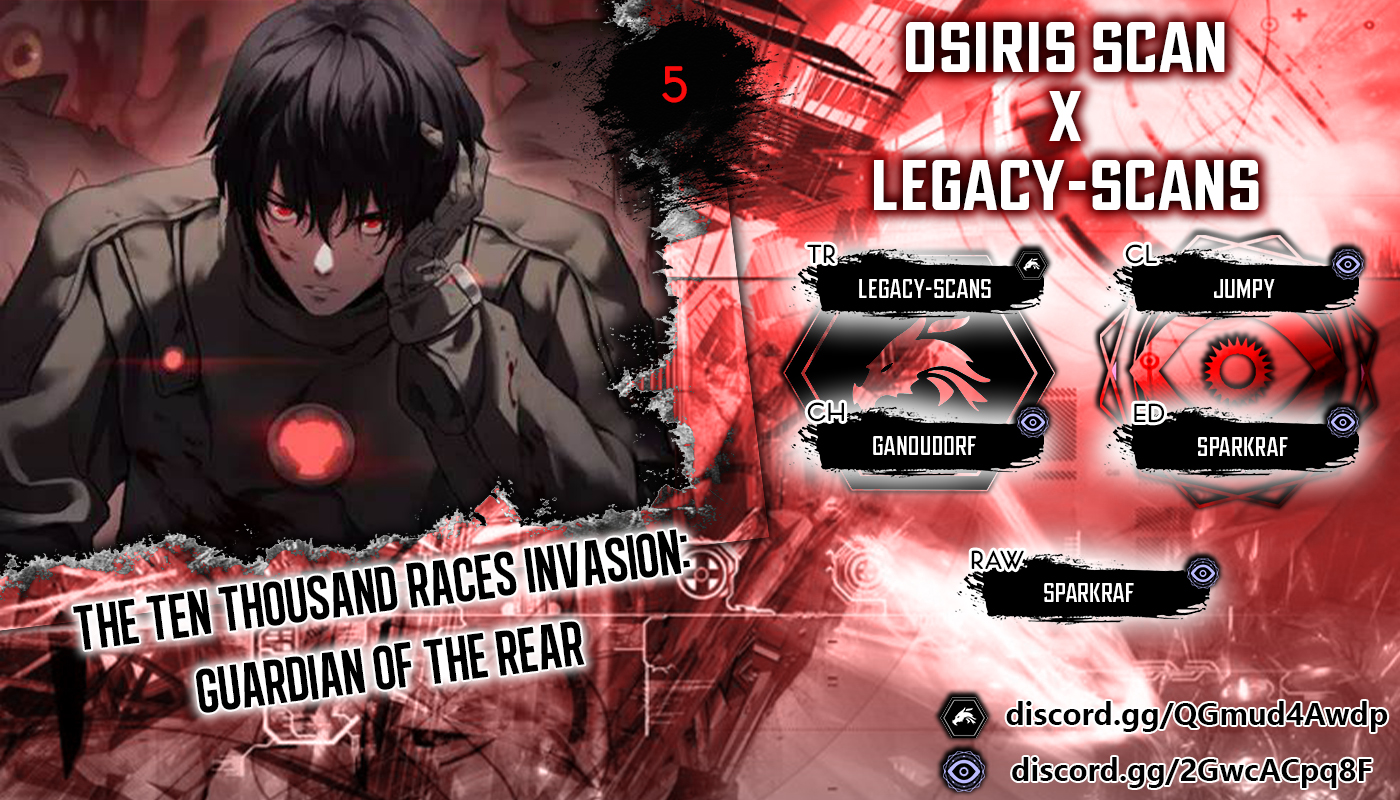 5
OSIRIS SCAN
X
LEGACY-SCANS
TR
LEGACY-SCANS
CL
JUMPY
CH
GANOUDORF
ED
SPARKRAF
RAW
SPARKRAF
THE TEN THOUSAND RACES INVASION:
GUARDIAN OF THE REAR
discord.gg/QGmud4Awdp
discord.gg/2GwcACpq8F